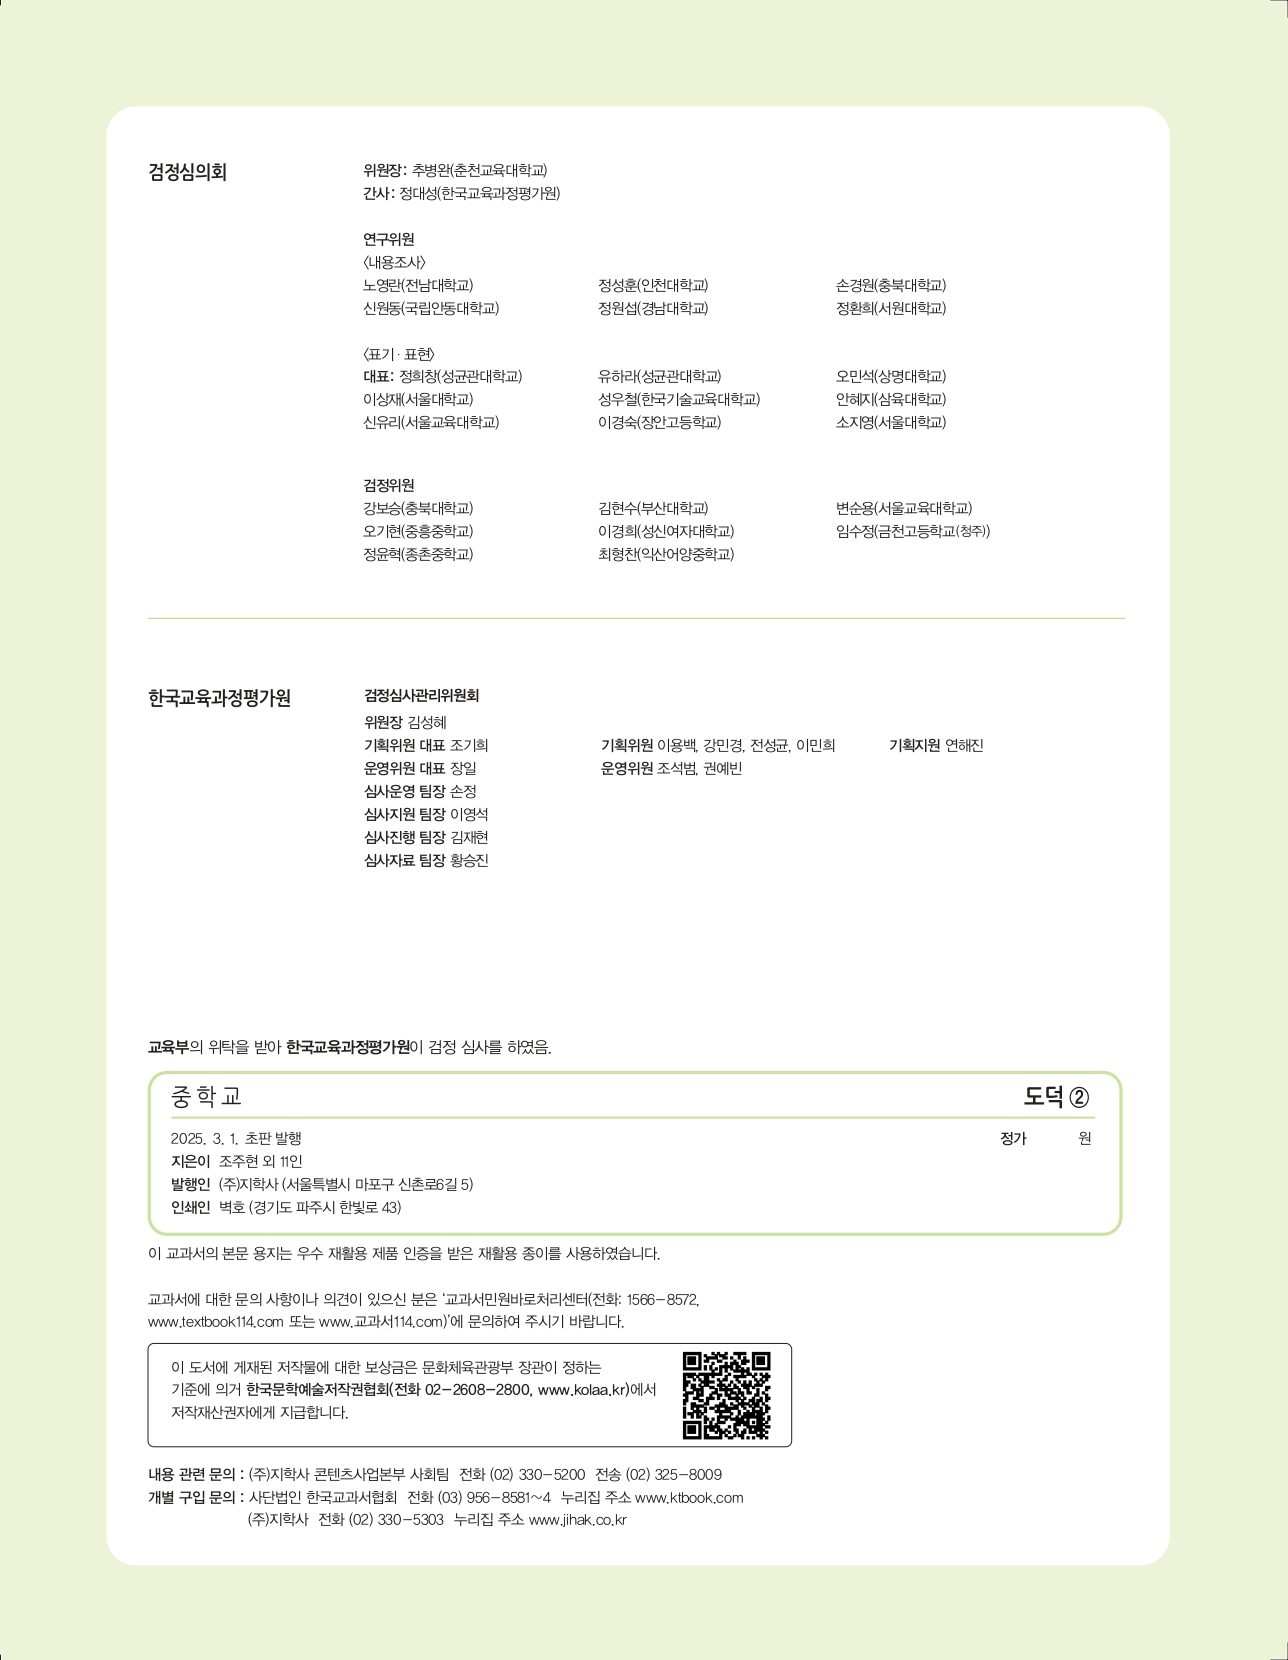 검정심의회
위원장: 추병완(춘천교육대학교)
간사: 정대성(한국교육과정평가원)
연구위원
〈내용조사〉
노영란(전남대학교) 정성훈(인천대학교) 손경원(충북대학교)
신원동(국립안동대학교) 정원섭(경남대학교) 정환희(서원대학교)
〈표기 · 표현〉
대표: 정희창(성균관대학교) 유하라(성균관대학교) 오민석(상명대학교)
이상재(서울대학교) 성우철(한국기술교육대학교) 안혜지(삼육대학교)
신유리(서울교육대학교) 이경숙(장안고등학교) 소지영(서울대학교)
검정위원
강보승(충북대학교) 김현수(부산대학교) 변순용(서울교육대학교)
오기현(중흥중학교) 이경희(성신여자대학교) 임수정(금천고등학교(청주))
정윤혁(종촌중학교) 최형찬(익산어양중학교)
한국교육과정평가원
검정심사관리위원회
위원장 김성혜
기획위원 대표 조기희 기획위원 이용백, 강민경, 전성균, 이민희 기획지원 연해진
운영위원 대표 장일 운영위원 조석범, 권예빈
심사운영 팀장 손정
심사지원 팀장 이영석
심사진행 팀장 김재현
심사자료 팀장 황승진
교육부의 위탁을 받아 한국교육과정평가원이 검정 심사를 하였음.
중학교 도덕 ②
2025. 3. 1. 초판 발행 정가 원
지은이 조주현 외 11인
발행인 (주)지학사 (서울특별시 마포구 신촌로6길 5)
인쇄인 벽호 (경기도 파주시 한빛로 43)
이 교과서의 본문 용지는 우수 재활용 제품 인증을 받은 재활용 종이를 사용하였습니다.
교과서에 대한 문의 사항이나 의견이 있으신 분은 ‘교과서민원바로처리센터(전화: 1566-8572,
www.textbook114.com 또는 www.교과서114.com)’에 문의하여 주시기 바랍니다.
이 도서에 게재된 저작물에 대한 보상금은 문화체육관광부 장관이 정하는
기준에 의거 한국문학예술저작권협회(전화 02-2608-2800, www.kolaa.kr)에서
저작재산권자에게 지급합니다.
내용 관련 문의 : (주)지학사 콘텐츠사업본부 사회팀 전화 (02) 330-5200 전송 (02) 325-8009
개별 구입 문의 : 사단법인 한국교과서협회 전화 (03) 956-8581~4 누리집 주소 www.ktbook.com
(주)지학사 전화 (02) 330-5303 누리집 주소 www.jihak.co.kr